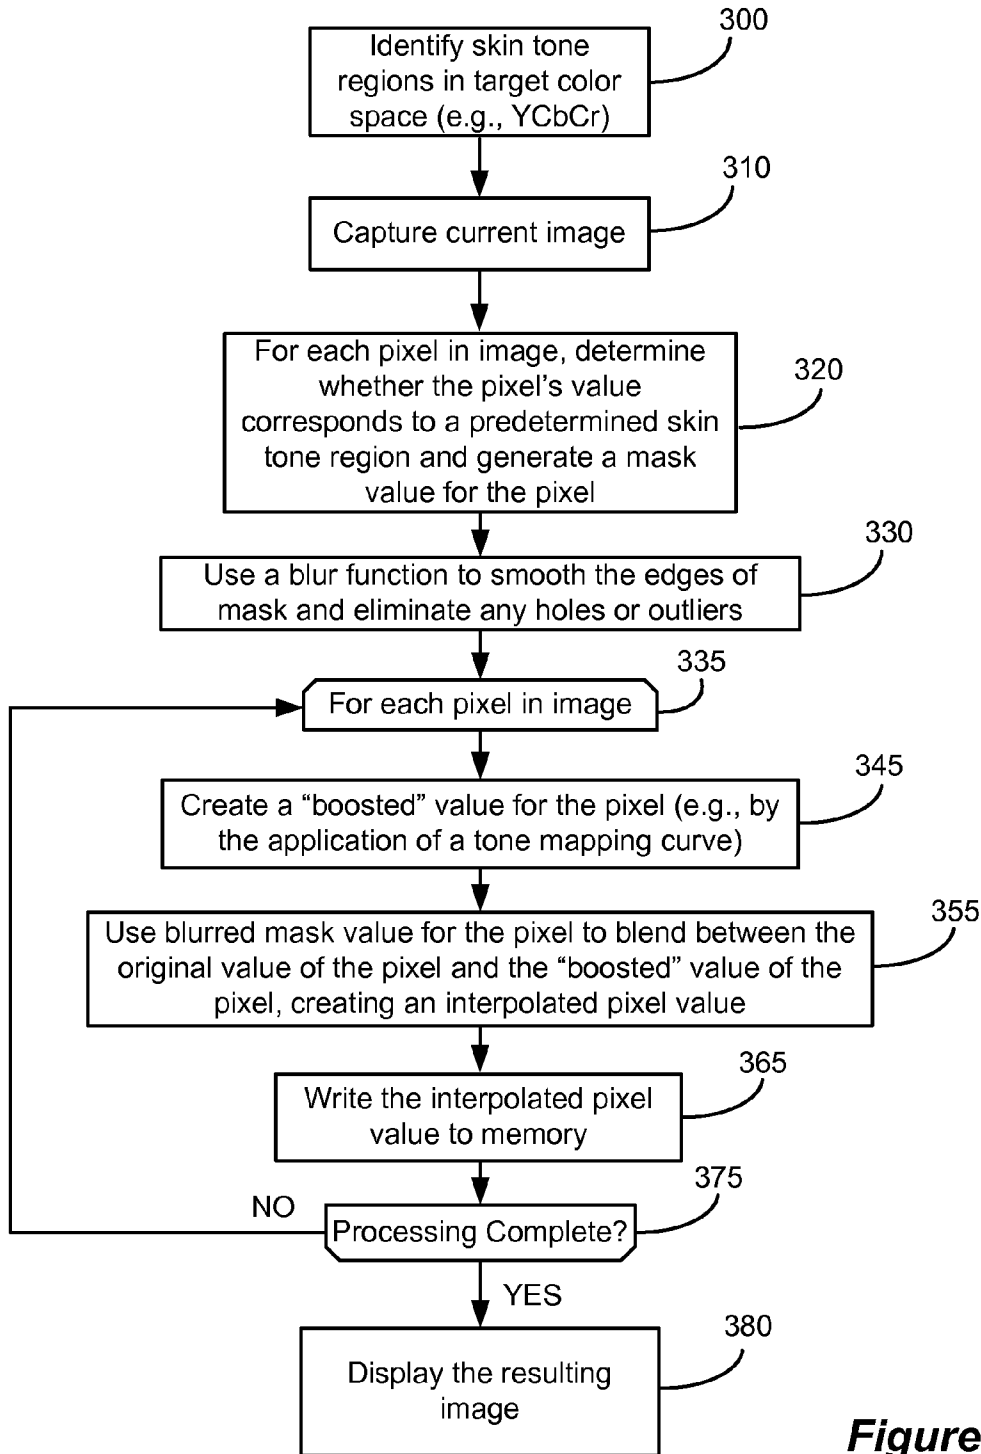 300
Identify skin tone
regions in target color
space (e.g., YCbCr)
310
Capture current image
320
For each pixel in image, determine
whether the pixel's value
corresponds to a predetermined skin
tone region and generate a mask
value for the pixel
330
Use a blur function to smooth the edges of
mask and eliminate any holes or outliers
335
For each pixel in image
345
Create a “boosted” value for the pixel (e.g., by
the application of a tone mapping curve)
355
Use blurred mask value for the pixel to blend between the
original value of the pixel and the “boosted” value of the
pixel, creating an interpolated pixel value
365
Write the interpolated pixel
value to memory
375
NO
Processing Complete?
YES
380
Display the resulting
image
Figure